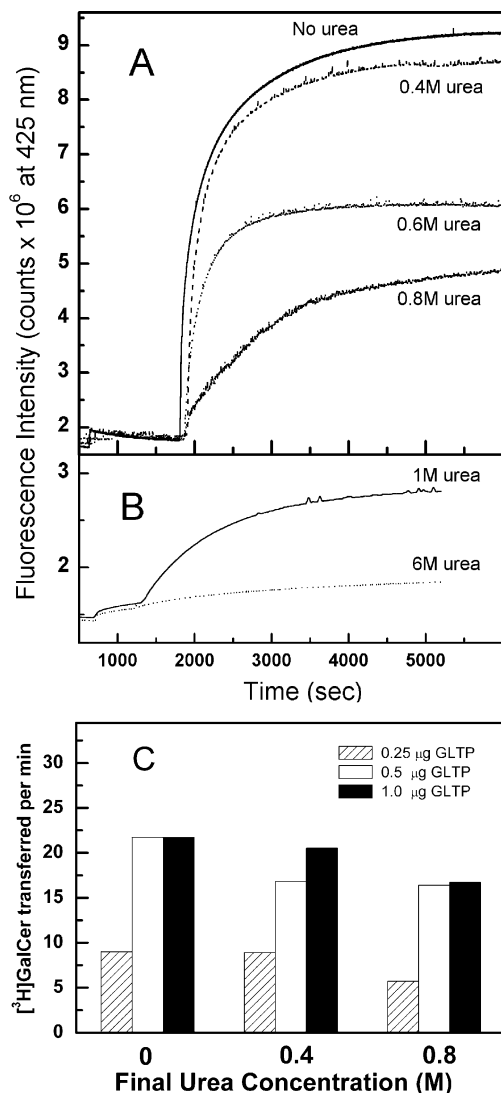 A
No urea
0.4M urea
0.6M urea
0.8M urea
9
8
7
6
5
4
3
2
Fluorescence Intensity (counts x 10⁶ at 425 nm)
B
1M urea
6M urea
3
2
1000 2000 3000 4000 5000
Time (sec)
C
0.25 µg GLTP
0.5 µg GLTP
1.0 µg GLTP
[³H]GalCer transferred per min
30
25
20
15
10
5
0
0 0.4 0.8
Final Urea Concentration (M)